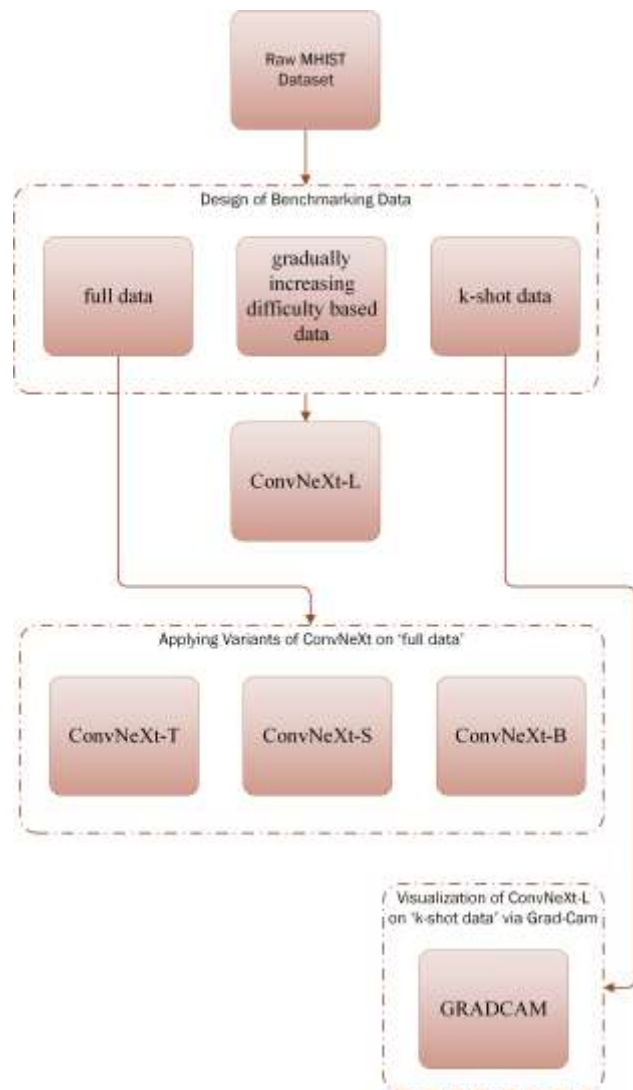 Raw MHIST
Dataset
Design of Benchmarking Data
full data
gradually
increasing
difficulty based
data
k-shot data
ConvNeXt-L
Applying Variants of ConvNeXt on 'full data'
ConvNeXt-T
ConvNeXt-S
ConvNeXt-B
Visualization of ConvNeXt-L
on 'k-shot data' via Grad-Cam
GRADCAM